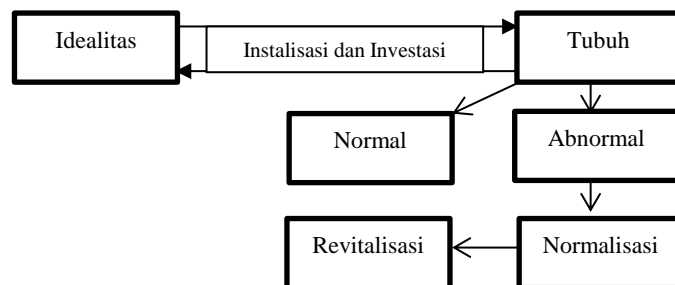 Idealitas
Instalisasi dan Investasi
Tubuh
Normal
Abnormal
Revitalisasi
Normalisasi